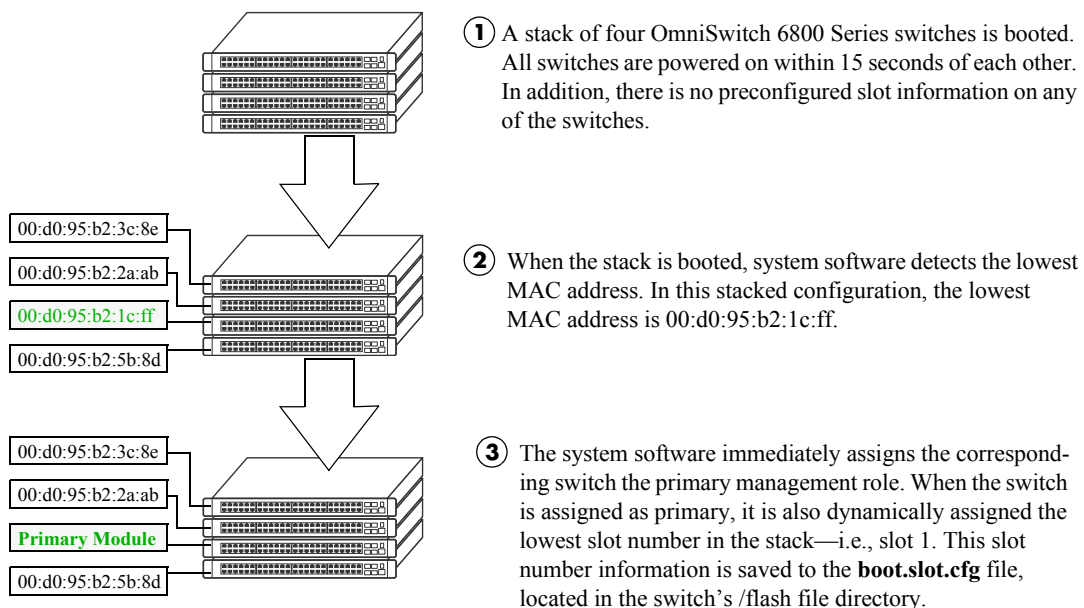 1 A stack of four OmniSwitch 6800 Series switches is booted.
All switches are powered on within 15 seconds of each other.
In addition, there is no preconfigured slot information on any
of the switches.
00:d0:95:b2:3c:8e
00:d0:95:b2:2a:ab
00:d0:95:b2:1c:ff
00:d0:95:b2:5b:8d
2 When the stack is booted, system software detects the lowest
MAC address. In this stacked configuration, the lowest
MAC address is 00:d0:95:b2:1c:ff.
00:d0:95:b2:3c:8e
00:d0:95:b2:2a:ab
Primary Module
00:d0:95:b2:5b:8d
3 The system software immediately assigns the correspond-
ing switch the primary management role. When the switch
is assigned as primary, it is also dynamically assigned the
lowest slot number in the stack—i.e., slot 1. This slot
number information is saved to the boot.slot.cfg file,
located in the switch’s /flash file directory.